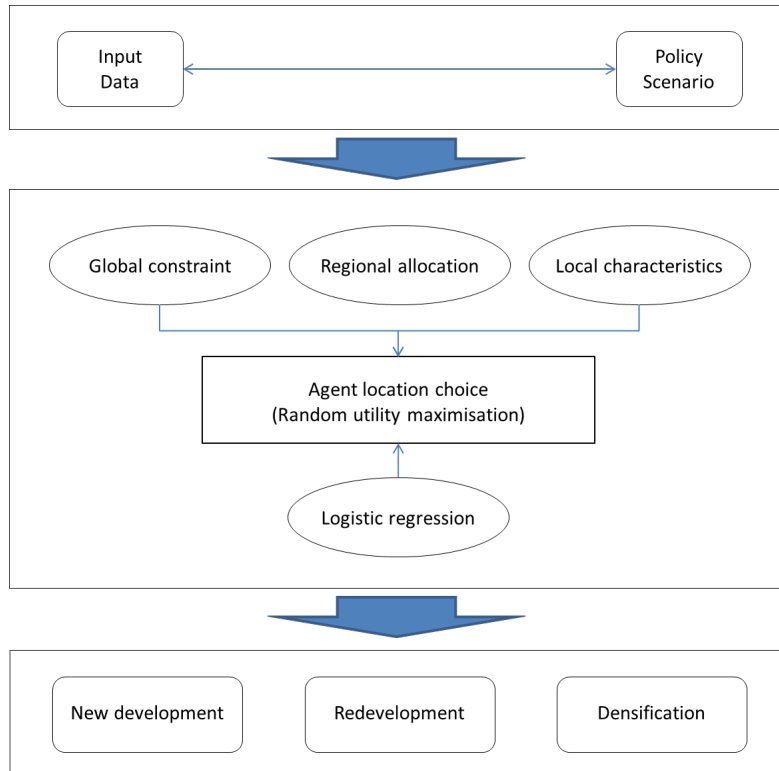 Input
Data
Policy
Scenario
Global constraint
Regional allocation
Local characteristics
Agent location choice
(Random utility maximisation)
Logistic regression
New development
Redevelopment
Densification